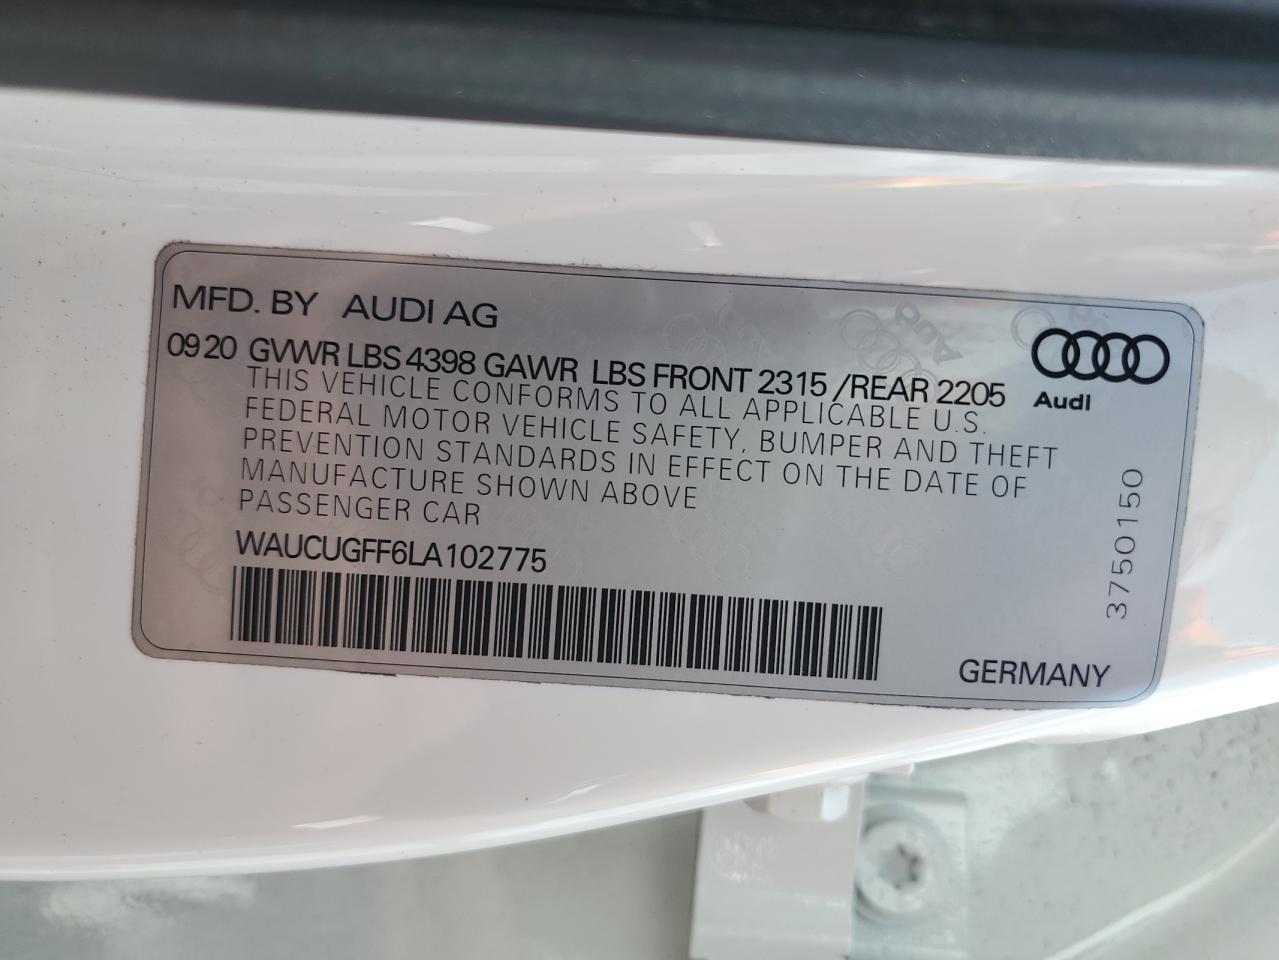 MFD. BY AUDI AG
09 20 GVWR LBS 4398 GAWR LBS FRONT 2315 /REAR 2205
THIS VEHICLE CONFORMS TO ALL APPLICABLE U.S.
FEDERAL MOTOR VEHICLE SAFETY, BUMPER AND THEFT
PREVENTION STANDARDS IN EFFECT ON THE DATE OF
MANUFACTURE SHOWN ABOVE
PASSENGER CAR
WAUCUGFF6LA102775
Audi
3750150
GERMANY